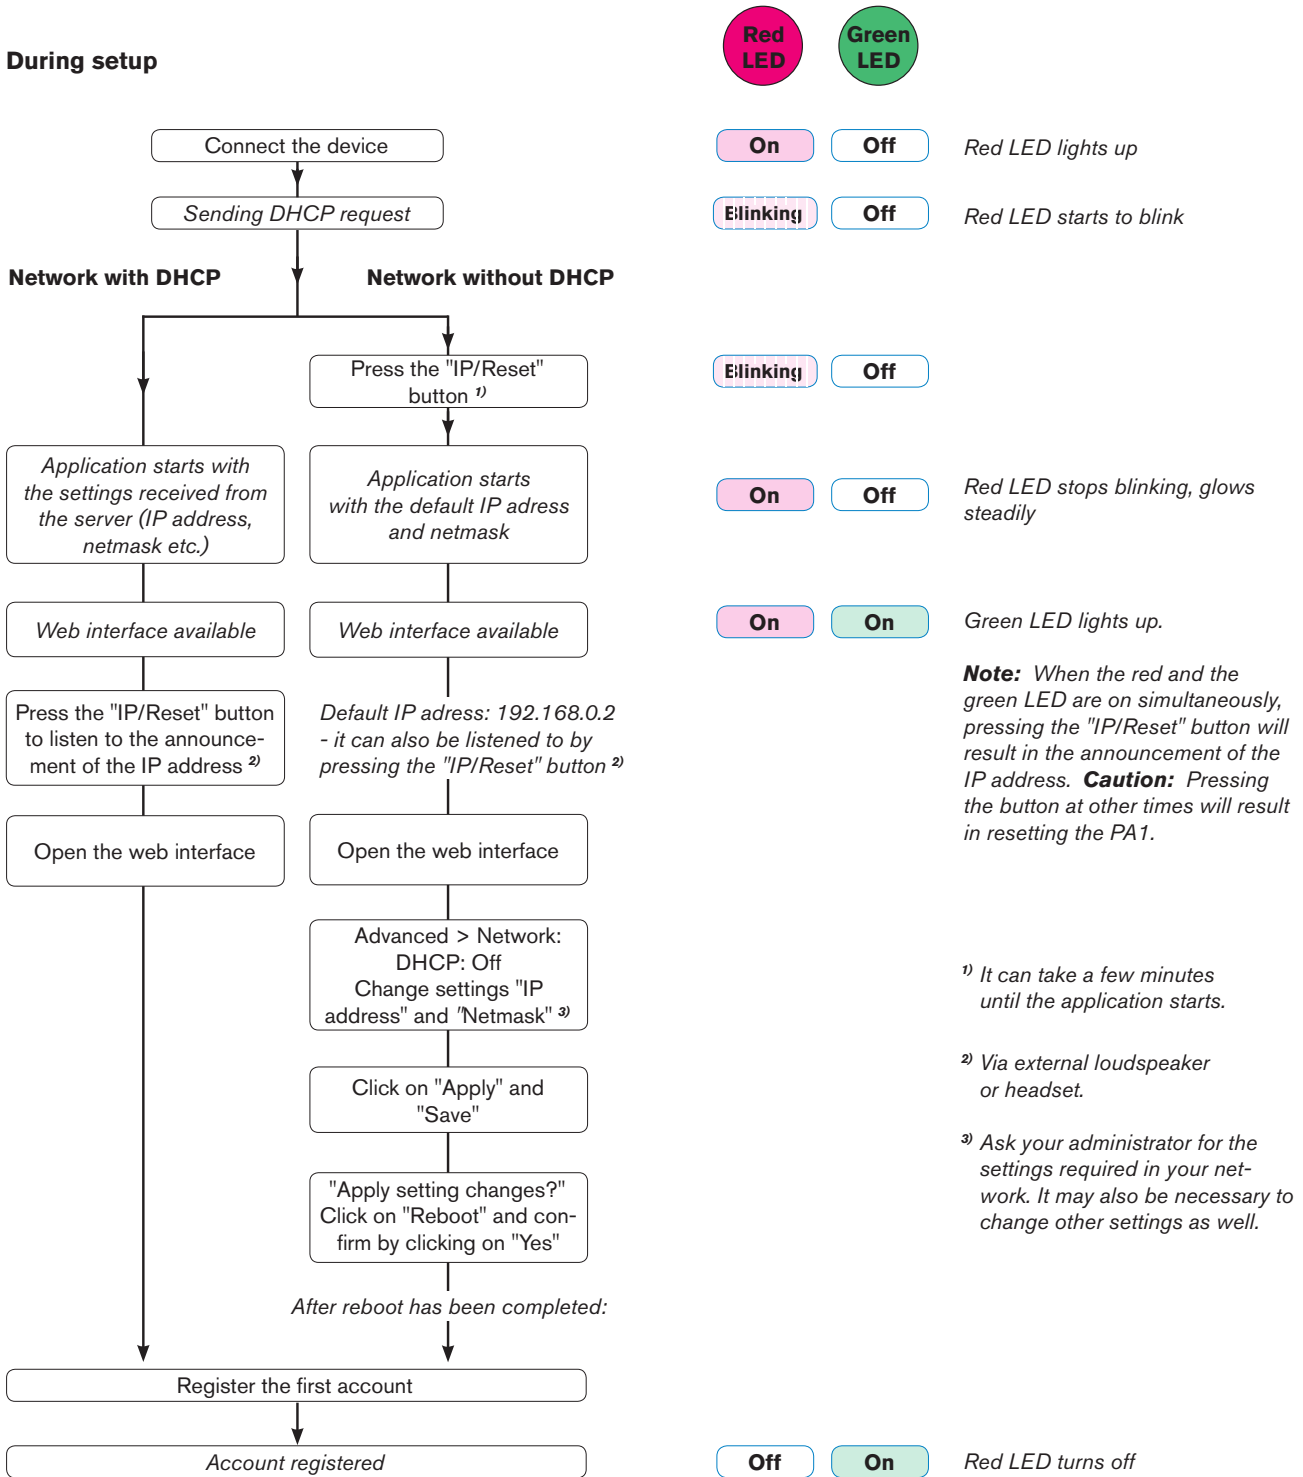 During setup
Red
LED
Green
LED
Connect the device
On
Off
Red LED lights up
Sending DHCP request
Blinking
Off
Red LED starts to blink
Network with DHCP
Network without DHCP
Press the "IP/Reset"
button 1)
Blinking
Off
Application starts with
the settings received from
the server (IP address,
netmask etc.)
Application starts
with the default IP adress
and netmask
On
Off
Red LED stops blinking, glows
steadily
Web interface available
Web interface available
On
On
Green LED lights up.
Note: When the red and the
green LED are on simultaneously,
pressing the "IP/Reset" button will
result in the announcement of the
IP address. Caution: Pressing
the button at other times will result
in resetting the PA1.
Press the "IP/Reset" button
to listen to the announce-
ment of the IP address 2)
Default IP adress: 192.168.0.2
- it can also be listened to by
pressing the "IP/Reset" button 2)
Open the web interface
Open the web interface
Advanced > Network:
DHCP: Off
Change settings "IP
address" and "Netmask" 3)
1) It can take a few minutes
until the application starts.
2) Via external loudspeaker
or headset.
Click on "Apply" and
"Save"
3) Ask your administrator for the
settings required in your net-
work. It may also be necessary to
change other settings as well.
"Apply setting changes?"
Click on "Reboot" and con-
firm by clicking on "Yes"
After reboot has been completed:
Register the first account
Account registered
Off
On
Red LED turns off